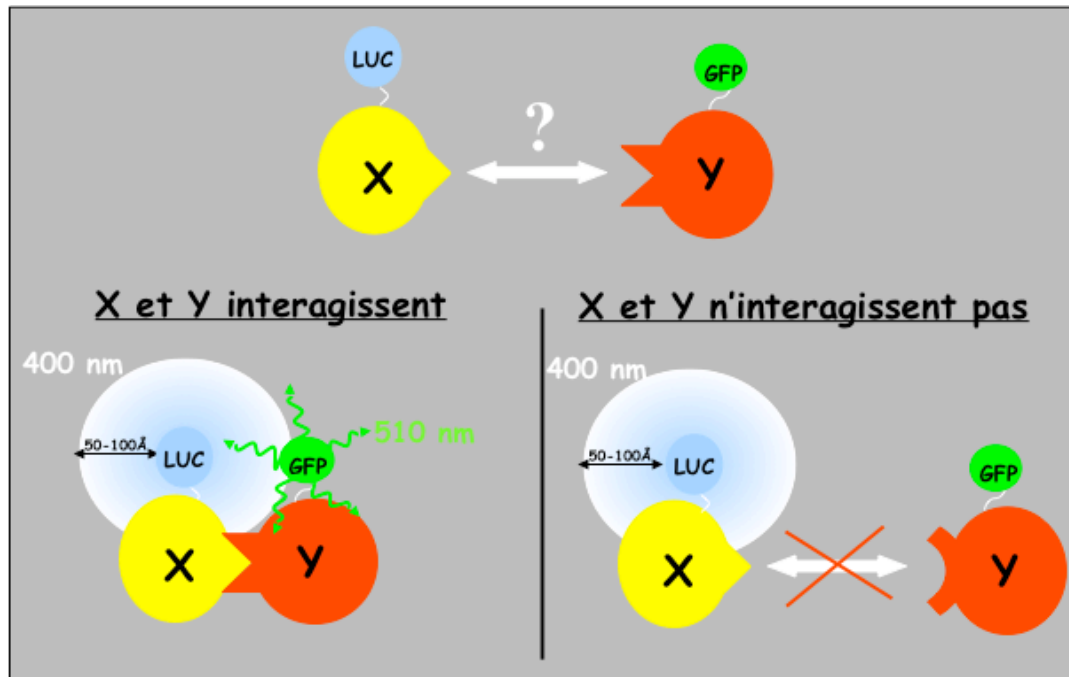 LUC
GFP
?
X
Y
X et Y interagissent
X et Y n'interagissent pas
400 nm
50-100Å
LUC
GFP
510 nm
X
Y
400 nm
50-100Å
LUC
GFP
X
Y